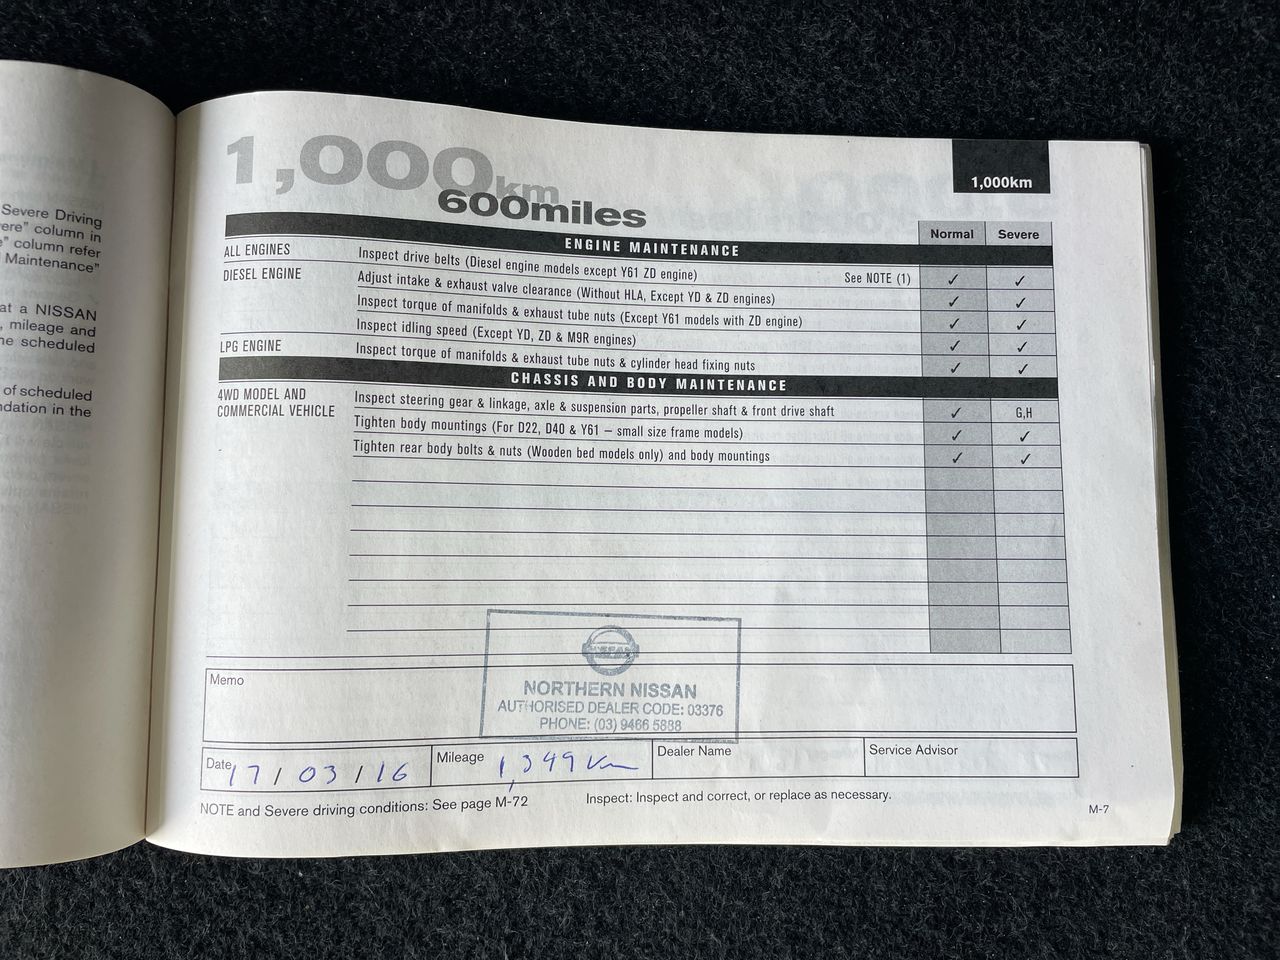 Severe Driving
ere" column in
" column refer
Maintenance"
at a NISSAN
, mileage and
he scheduled
of scheduled
ndation in the
1,000km
600miles
1,000km
Normal Severe
ENGINE MAINTENANCE
ALL ENGINES Inspect drive belts (Diesel engine models except Y61 ZD engine) See NOTE (1) ✓ ✓
DIESEL ENGINE Adjust intake & exhaust valve clearance (Without HLA, Except YD & ZD engines) ✓ ✓
Inspect torque of manifolds & exhaust tube nuts (Except Y61 models with ZD engine) ✓ ✓
Inspect idling speed (Except YD, ZD & M9R engines) ✓ ✓
LPG ENGINE Inspect torque of manifolds & exhaust tube nuts & cylinder head fixing nuts ✓ ✓
CHASSIS AND BODY MAINTENANCE
4WD MODEL AND
COMMERCIAL VEHICLE
Inspect steering gear & linkage, axle & suspension parts, propeller shaft & front drive shaft ✓ G,H
Tighten body mountings (For D22, D40 & Y61 – small size frame models) ✓ ✓
Tighten rear body bolts & nuts (Wooden bed models only) and body mountings ✓ ✓
Memo
NISSAN
NORTHERN NISSAN
AUTHORISED DEALER CODE: 03376
PHONE: (03) 9466 5888
Date 17/03/16 Mileage 1,349 km Dealer Name Service Advisor
NOTE and Severe driving conditions: See page M-72 Inspect: Inspect and correct, or replace as necessary.
M-7